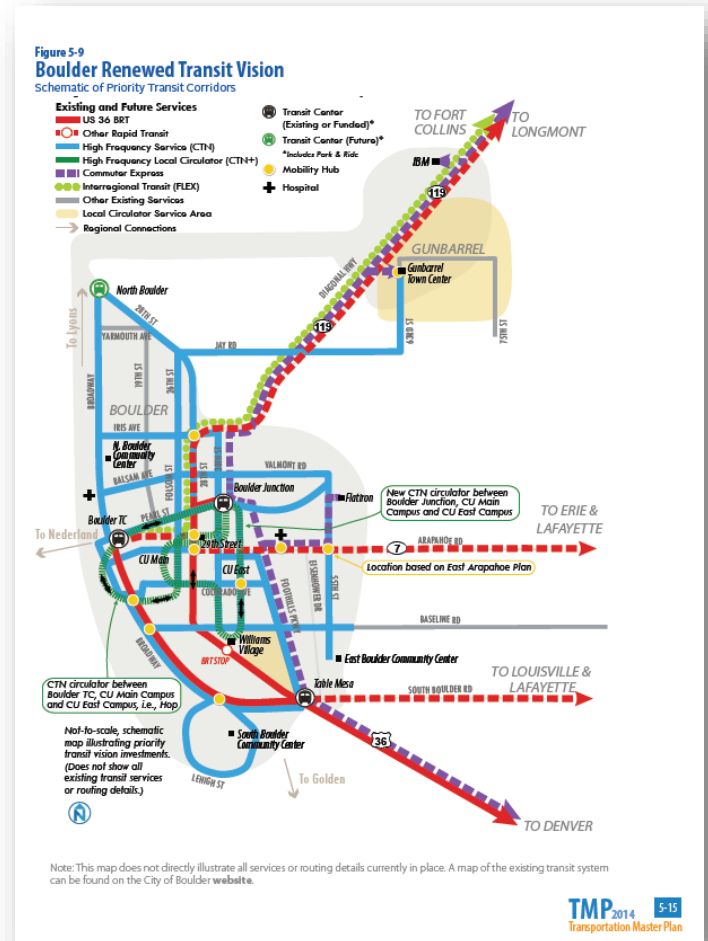 Figure 5-9
Boulder Renewed Transit Vision
Schematic of Priority Transit Corridors
Existing and Future Services
US 36 BRT
Other Rapid Transit
High Frequency Service (CTN)
High Frequency Local Circulator (CTN+)
Commuter Express
Interregional Transit (FLEX)
Other Existing Services
Local Circulator Service Area
Regional Connections
Transit Center
(Existing or Funded)*
Transit Center (Future)*
*Includes Park & Ride
Mobility Hub
Hospital
TO FORT
COLLINS
TO
LONGMONT
IBM
119
GUNBARREL
Gunbarrel
Town Center
DIAGONAL HWY
119
63RD ST
75TH ST
North Boulder
To Lyons
28TH ST
YARMOUTH AVE
19TH ST
26TH ST
JAY RD
BROADWAY
BOULDER
IRIS AVE
N. Boulder
Community
Center
BALSAM AVE
FOLSOM ST
28TH ST
30TH ST
VALMONT RD
Boulder Junction
Flatiron
PEARL ST
New CTN circulator between
Boulder Junction, CU Main
Campus and CU East Campus
To Nederland
Boulder TC
29th Street
TO ERIE &
LAFAYETTE
7
ARAPAHOE RD
CU Main
CU East
Location based on East Arapahoe Plan
COLORADO AVE
FOOTHILLS PKWY
EISENHOWER DR
55TH ST
BASELINE RD
BROADWAY
Williams
Village
BRT STOP
East Boulder Community Center
Table Mesa
TO LOUISVILLE &
LAFAYETTE
SOUTH BOULDER RD
CTN circulator between
Boulder TC, CU Main Campus
and CU East Campus, i.e., Hop
Not-to-scale, schematic
map illustrating priority
transit vision investments.
(Does not show all
existing transit services
or routing details.)
N
South Boulder
Community Center
LEHIGH ST
To Golden
36
TO DENVER
Note: This map does not directly illustrate all services or routing details currently in place. A map of the existing transit system
can be found on the City of Boulder website.
TMP 2014
5-15
Transportation Master Plan